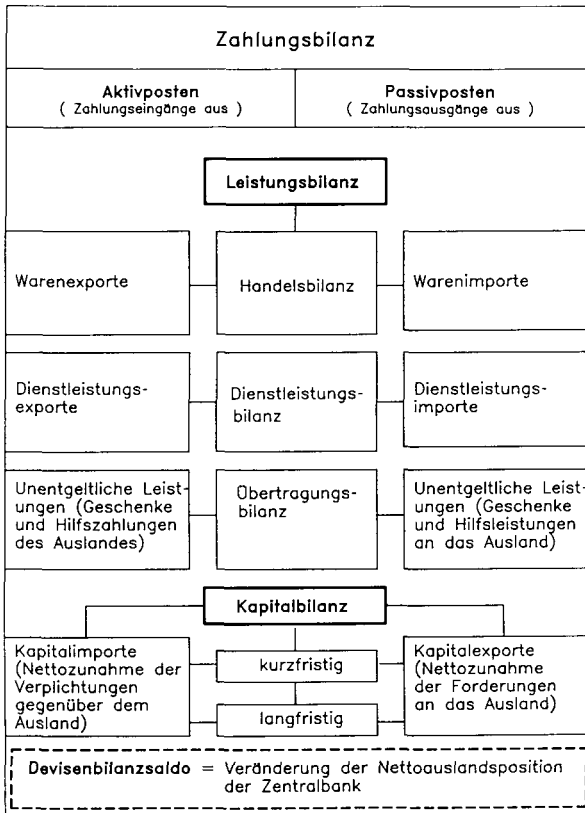 Zahlungsbilanz
Aktivposten
( Zahlungseingänge aus )
Passivposten
( Zahlungsausgänge aus )
Leistungsbilanz
Warenexporte
Handelsbilanz
Warenimporte
Dienstleistungs-
exporte
Dienstleistungs-
bilanz
Dienstleistungs-
importe
Unentgeltliche Leist-
ungen (Geschenke
und Hilfszahlungen
des Auslandes)
Übertragungs-
bilanz
Unentgeltliche Leist-
ungen (Geschenke
und Hilfsleistungen
an das Ausland)
Kapitalbilanz
Kapitalimporte
(Nettozunahme der
Verplichtungen
gegenüber dem
Ausland)
kurzfristig
langfristig
Kapitalexporte
(Nettozunahme
der Forderungen
an das Ausland)
Devisenbilanzsaldo = Veränderung der Nettoauslandsposition
der Zentralbank